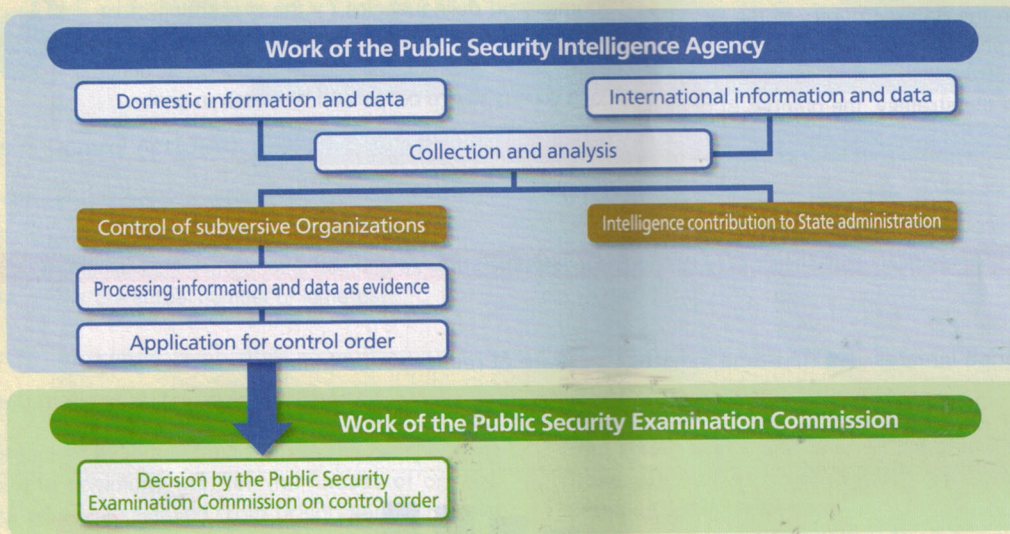 Work of the Public Security Intelligence Agency
Domestic information and data
International information and data
Collection and analysis
Control of subversive Organizations
Intelligence contribution to State administration
Processing information and data as evidence
Application for control order
Work of the Public Security Examination Commission
Decision by the Public Security
Examination Commission on control order